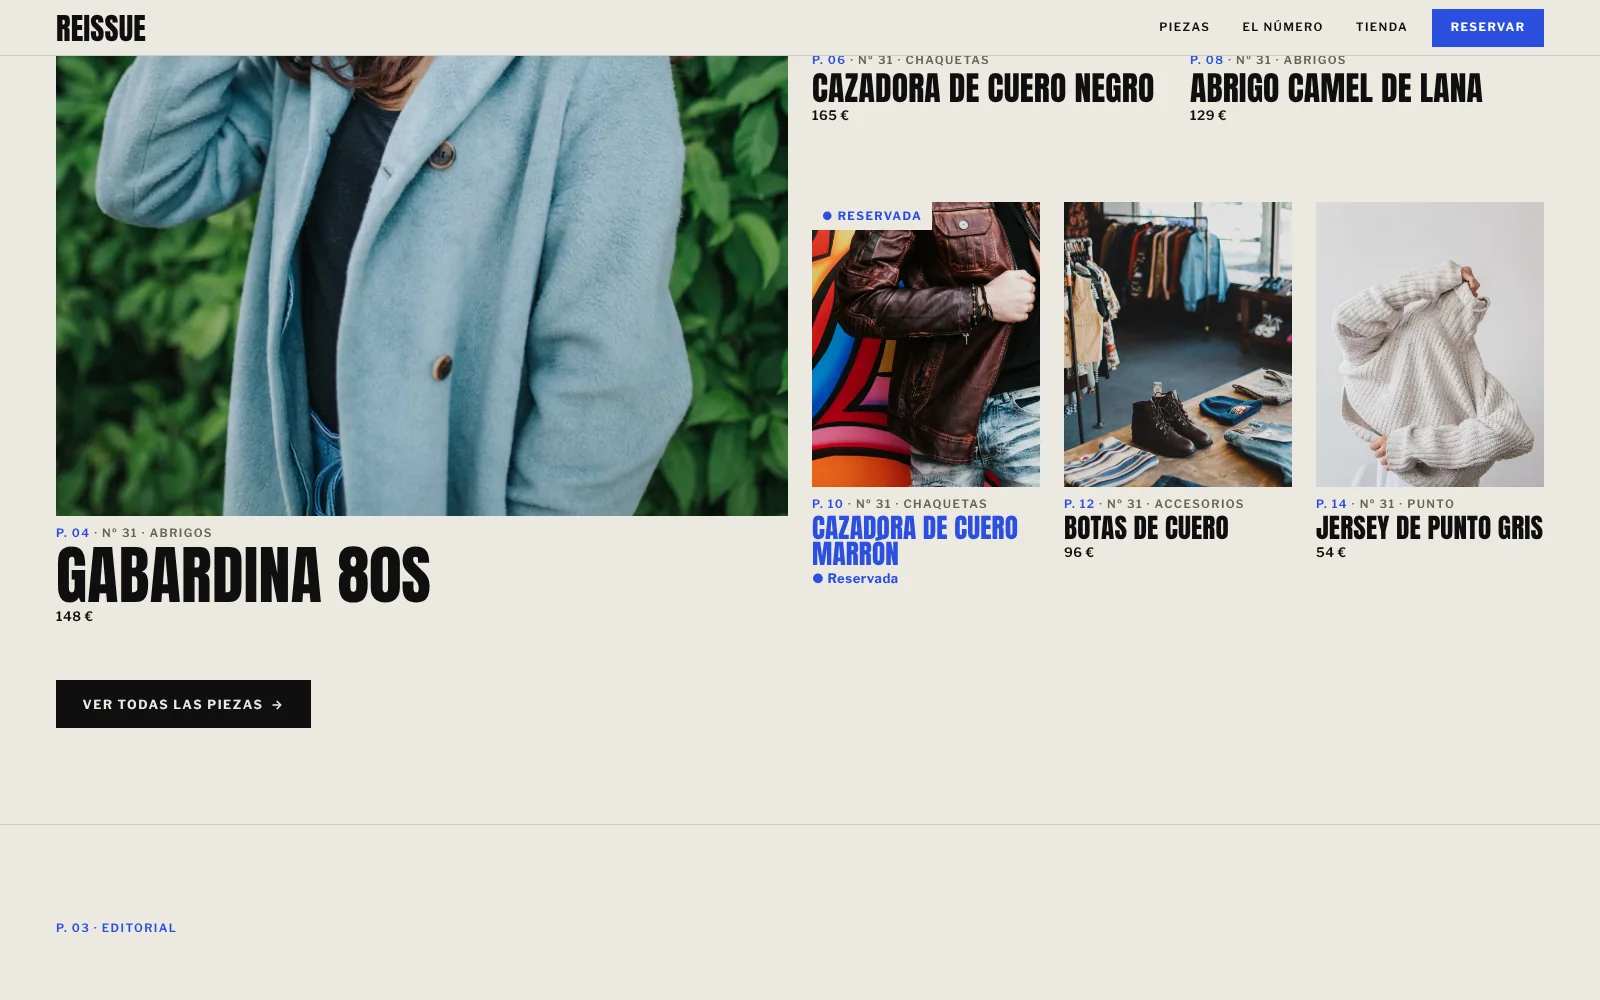 REISSUE
PIEZAS
EL NÚMERO
TIENDA
RESERVAR
P. 06 · Nº 31 · CHAQUETAS
CAZADORA DE CUERO NEGRO
165 €
P. 08 · Nº 31 · ABRIGOS
ABRIGO CAMEL DE LANA
129 €
● RESERVADA
P. 10 · Nº 31 · CHAQUETAS
CAZADORA DE CUERO
MARRÓN
● Reservada
P. 12 · Nº 31 · ACCESORIOS
BOTAS DE CUERO
96 €
P. 14 · Nº 31 · PUNTO
JERSEY DE PUNTO GRIS
54 €
P. 04 · Nº 31 · ABRIGOS
GABARDINA 80S
148 €
VER TODAS LAS PIEZAS →
P. 03 · EDITORIAL